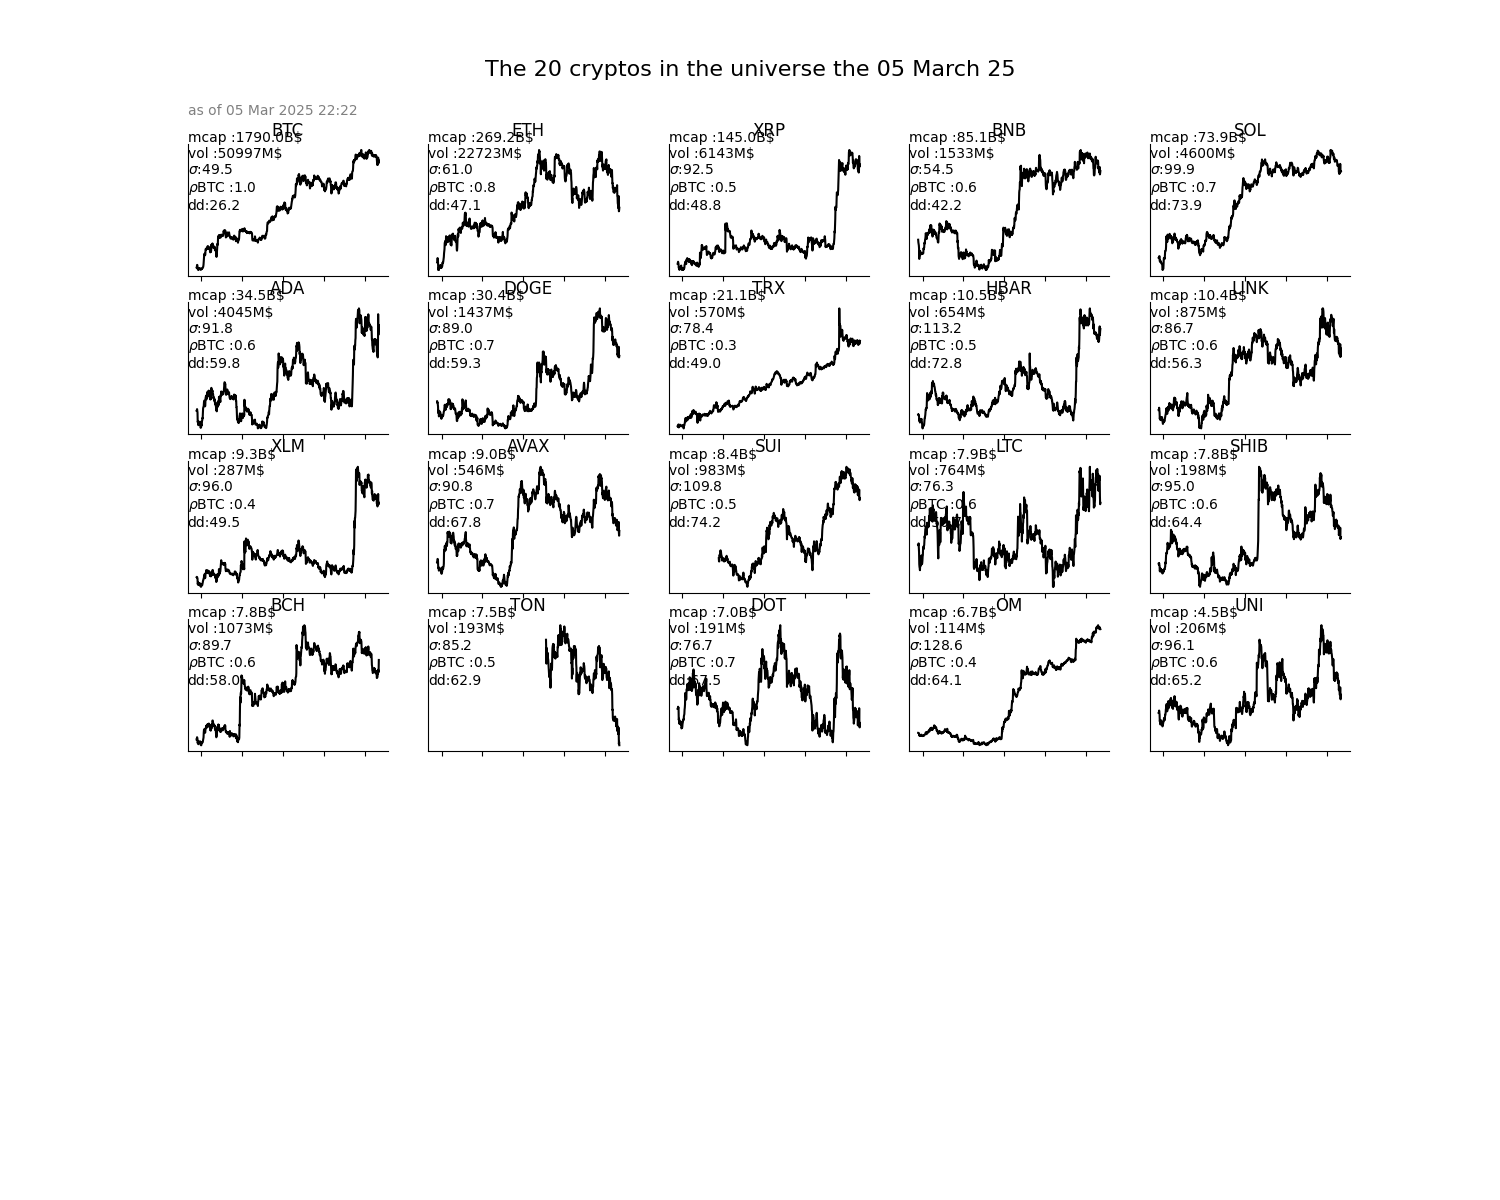 The 20 cryptos in the universe the 05 March 25
as of 05 Mar 2025 22:22
BTC
mcap :1790.0B$
vol :50997M$
σ:49.5
ρBTC :1.0
dd:26.2
ETH
mcap :269.2B$
vol :22723M$
σ:61.0
ρBTC :0.8
dd:47.1
XRP
mcap :145.0B$
vol :6143M$
σ:92.5
ρBTC :0.5
dd:48.8
BNB
mcap :85.1B$
vol :1533M$
σ:54.5
ρBTC :0.6
dd:42.2
SOL
mcap :73.9B$
vol :4600M$
σ:99.9
ρBTC :0.7
dd:73.9
ADA
mcap :34.5B$
vol :4045M$
σ:91.8
ρBTC :0.6
dd:59.8
DOGE
mcap :30.4B$
vol :1437M$
σ:89.0
ρBTC :0.7
dd:59.3
TRX
mcap :21.1B$
vol :570M$
σ:78.4
ρBTC :0.3
dd:49.0
HBAR
mcap :10.5B$
vol :654M$
σ:113.2
ρBTC :0.5
dd:72.8
LINK
mcap :10.4B$
vol :875M$
σ:86.7
ρBTC :0.6
dd:56.3
XLM
mcap :9.3B$
vol :287M$
σ:96.0
ρBTC :0.4
dd:49.5
AVAX
mcap :9.0B$
vol :546M$
σ:90.8
ρBTC :0.7
dd:67.8
SUI
mcap :8.4B$
vol :983M$
σ:109.8
ρBTC :0.5
dd:74.2
LTC
mcap :7.9B$
vol :764M$
σ:76.3
ρBTC :0.6
SHIB
mcap :7.8B$
vol :198M$
σ:95.0
ρBTC :0.6
dd:64.4
BCH
mcap :7.8B$
vol :1073M$
σ:89.7
ρBTC :0.6
dd:58.0
TON
mcap :7.5B$
vol :193M$
σ:85.2
ρBTC :0.5
dd:62.9
DOT
mcap :7.0B$
vol :191M$
σ:76.7
ρBTC :0.7
dd:67.5
OM
mcap :6.7B$
vol :114M$
σ:128.6
ρBTC :0.4
dd:64.1
UNI
mcap :4.5B$
vol :206M$
σ:96.1
ρBTC :0.6
dd:65.2